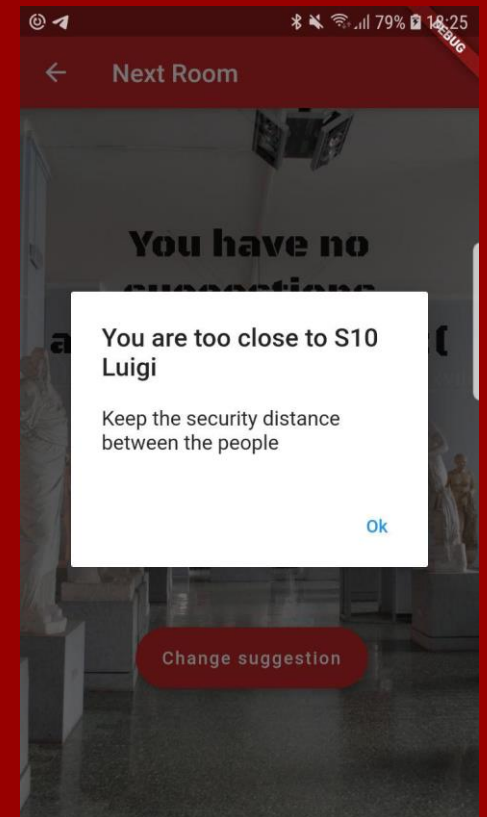 79% 18:25
DEBUG
Next Room
You have no
suggestions
a
:(
You are too close to S10
Luigi
Keep the security distance
between the people
Ok
Change suggestion